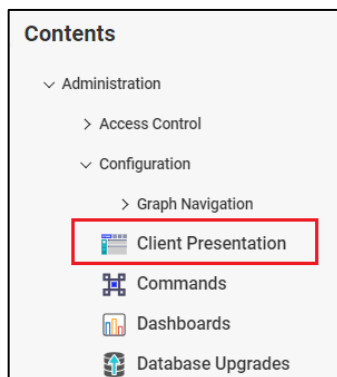 Contents
Administration
Access Control
Configuration
Graph Navigation
Client Presentation
Commands
Dashboards
Database Upgrades